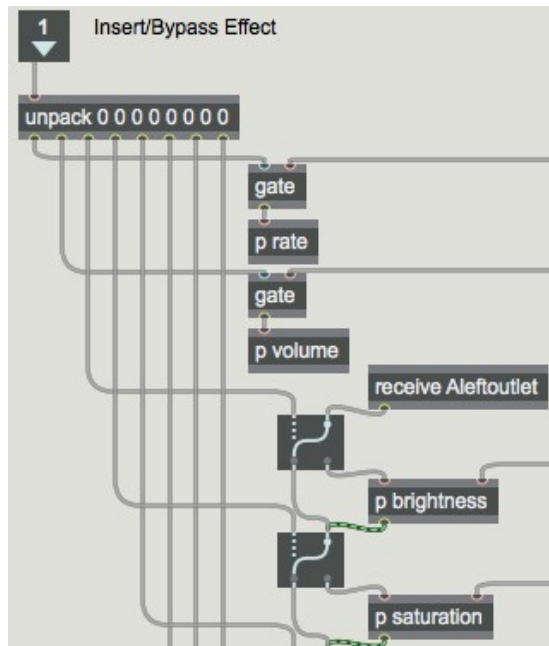 1
Insert/Bypass Effect
unpack 0 0 0 0 0 0 0 0
gate
p rate
gate
p volume
receive Aleftoutlet
p brightness
p saturation